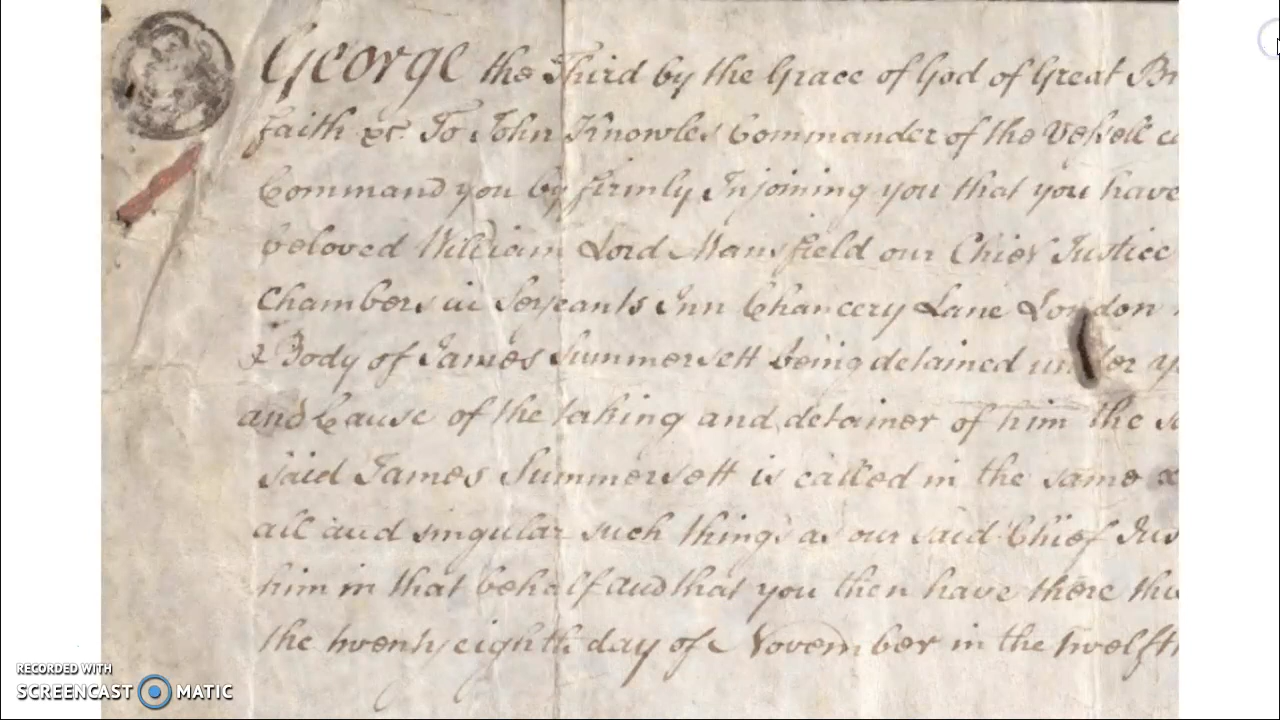 George the Third by the Grace of God of Great Br
faith &c. To John Knowles Commander of the Vessell ca
Command you by firmly Injoining you that you have
beloved William Lord Mansfield our Chief Justice
Chambers in Serjeants Inn Chancery Lane London
& Body of James Summersett being detained under y
and Cause of the taking and detainer of him the s
said James Summersett is called in the same
all and singular such things as our said Chief Jus
him in that behalf and that you then have there th
the twenty eighth day of November in the twelft
RECORDED WITH
SCREENCAST MATIC